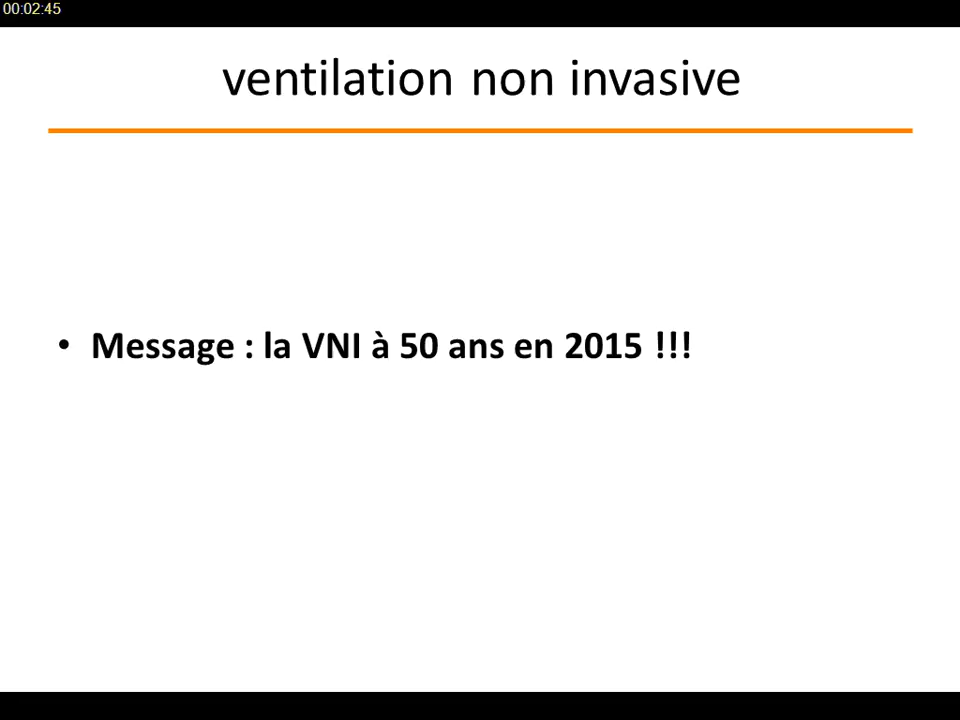 00:02:45
ventilation non invasive
• Message : la VNI à 50 ans en 2015 !!!